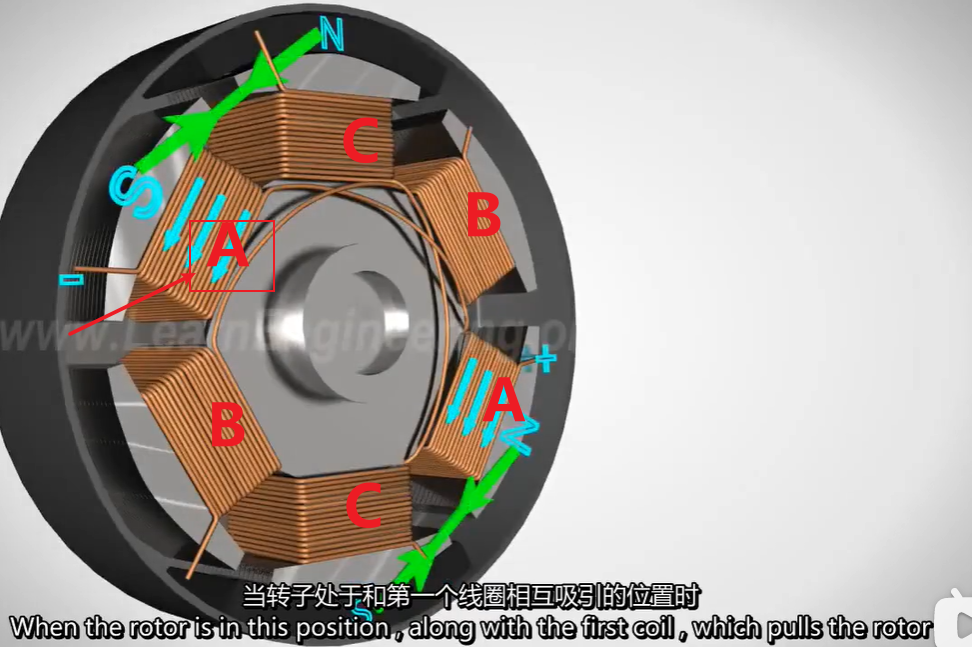 N
C
S
B
A
-
www.LearnEngineering.o
+
A
N
B
C
S
当转子处于和第一个线圈相互吸引的位置时
When the rotor is in this position , along with the first coil , which pulls the rotor